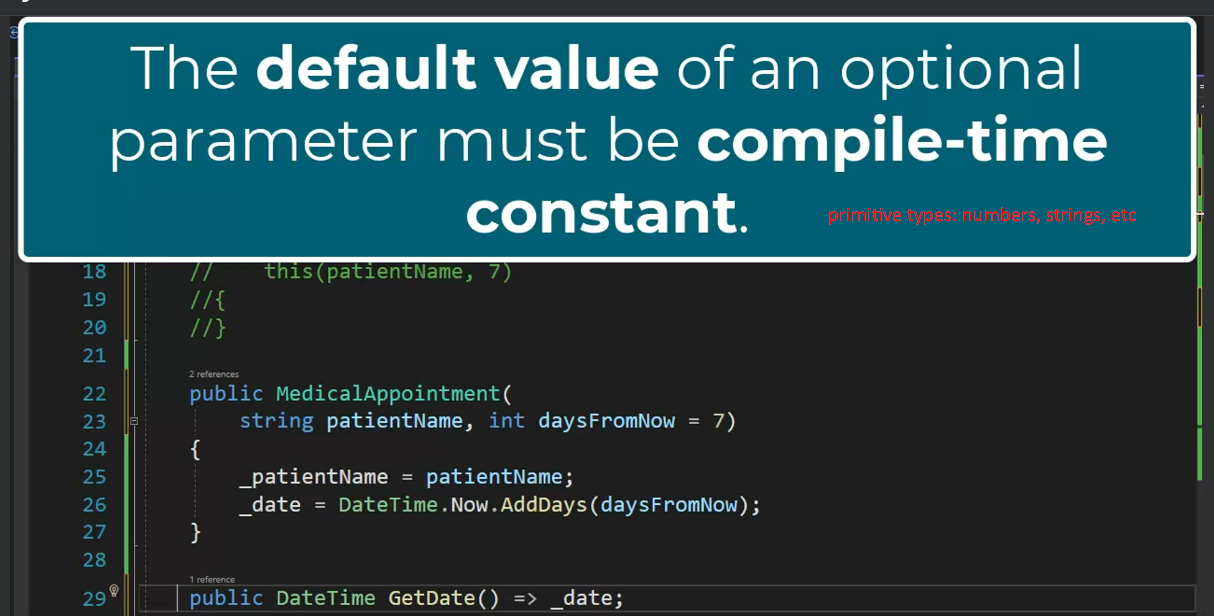 The default value of an optional
parameter must be compile-time
constant.
primitive types: numbers, strings, etc
18 // this(patientName, 7)
19 //{
20 //}
21
2 references
22 public MedicalAppointment(
23 string patientName, int daysFromNow = 7)
24 {
25 _patientName = patientName;
26 _date = DateTime.Now.AddDays(daysFromNow);
27 }
28
1 reference
29 public DateTime GetDate() => _date;